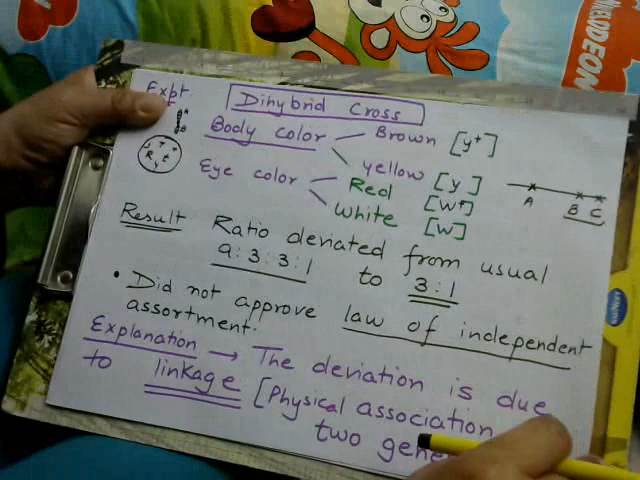 Expt
Dihybrid Cross
Body color — Brown [y+]
yellow [y]
Eye color — Red [w+]
White [w]
A B C
Result Ratio deviated from usual
9:3:3:1 to 3:1
• Did not approve law of independent
assortment.
Explanation → The deviation is due
to linkage [Physical association
two gene
NICKELODEON